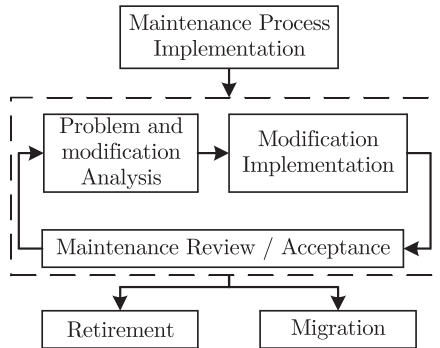 Maintenance Process
Implementation
Problem and
modification
Analysis
Modification
Implementation
Maintenance Review / Acceptance
Retirement
Migration